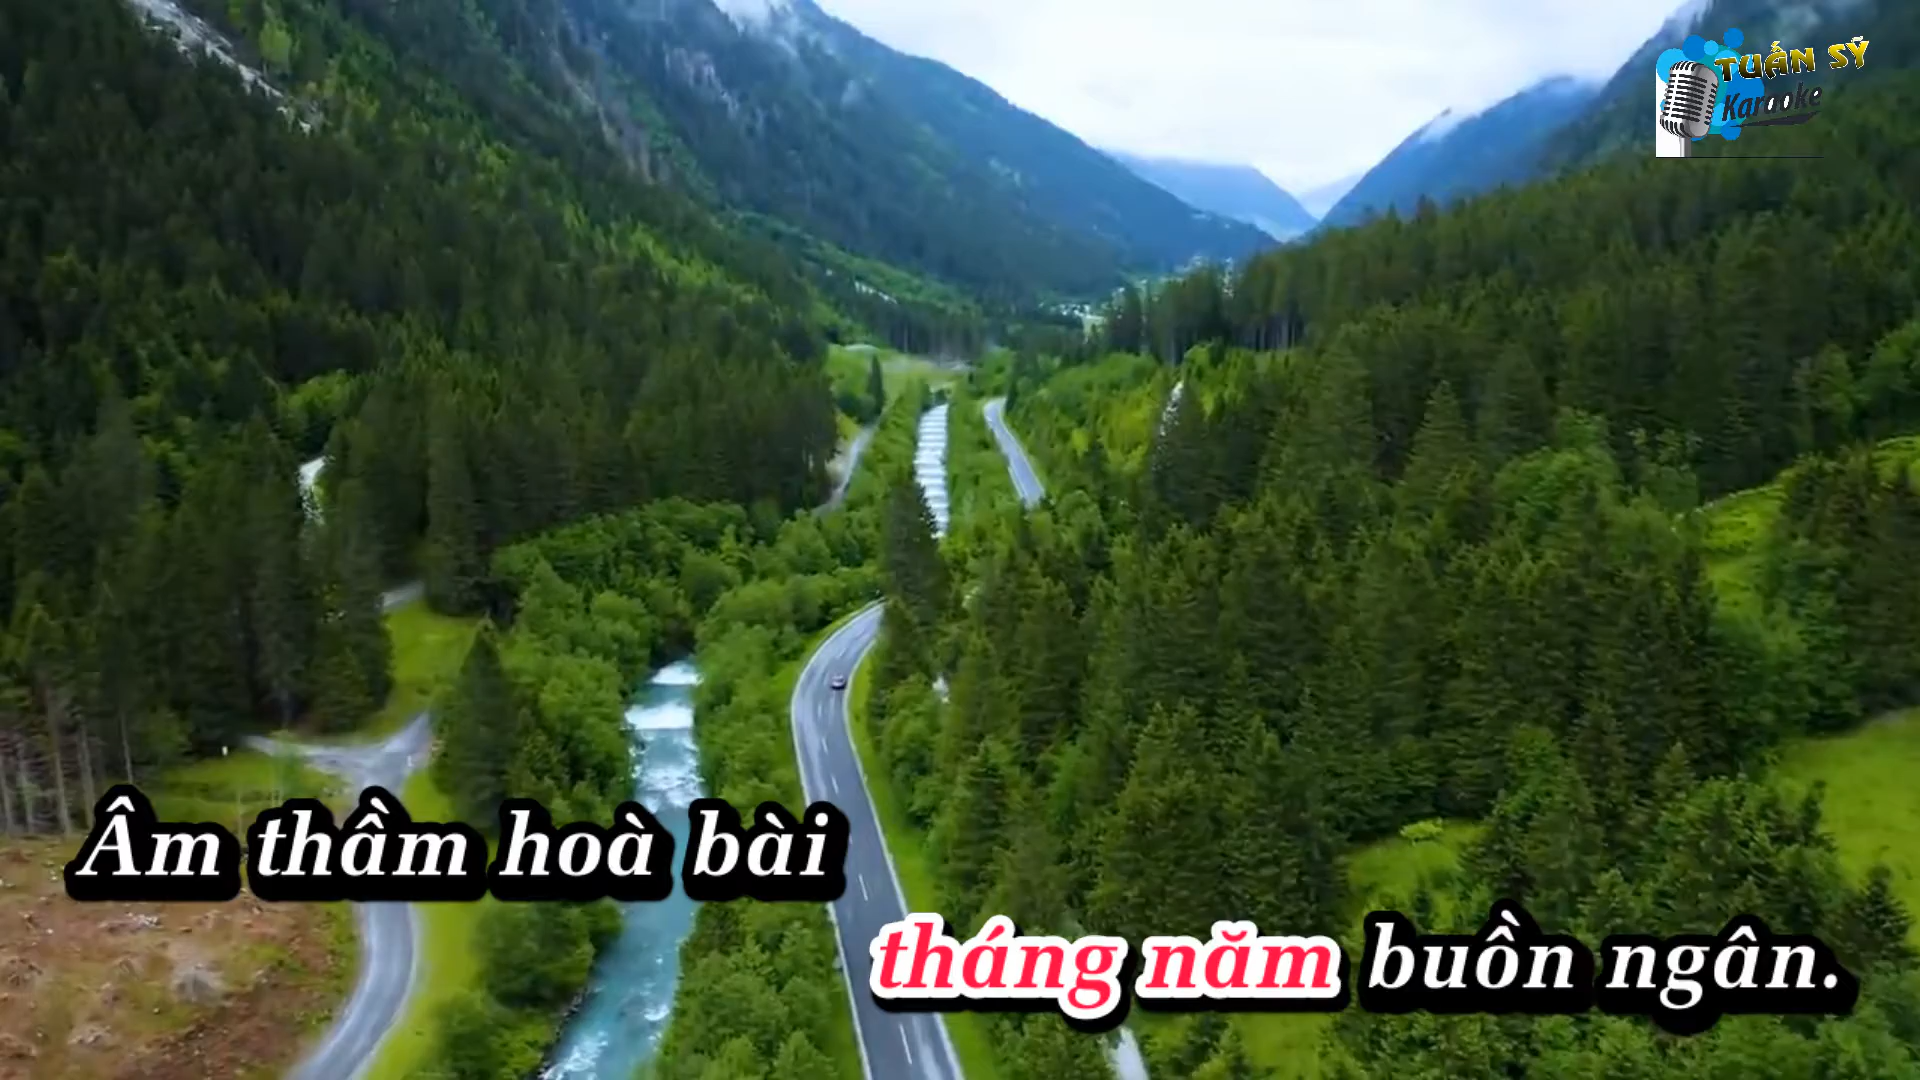 TUẤN SỸ
Karaoke
Âm thầm hoà bài
tháng năm buồn ngân.